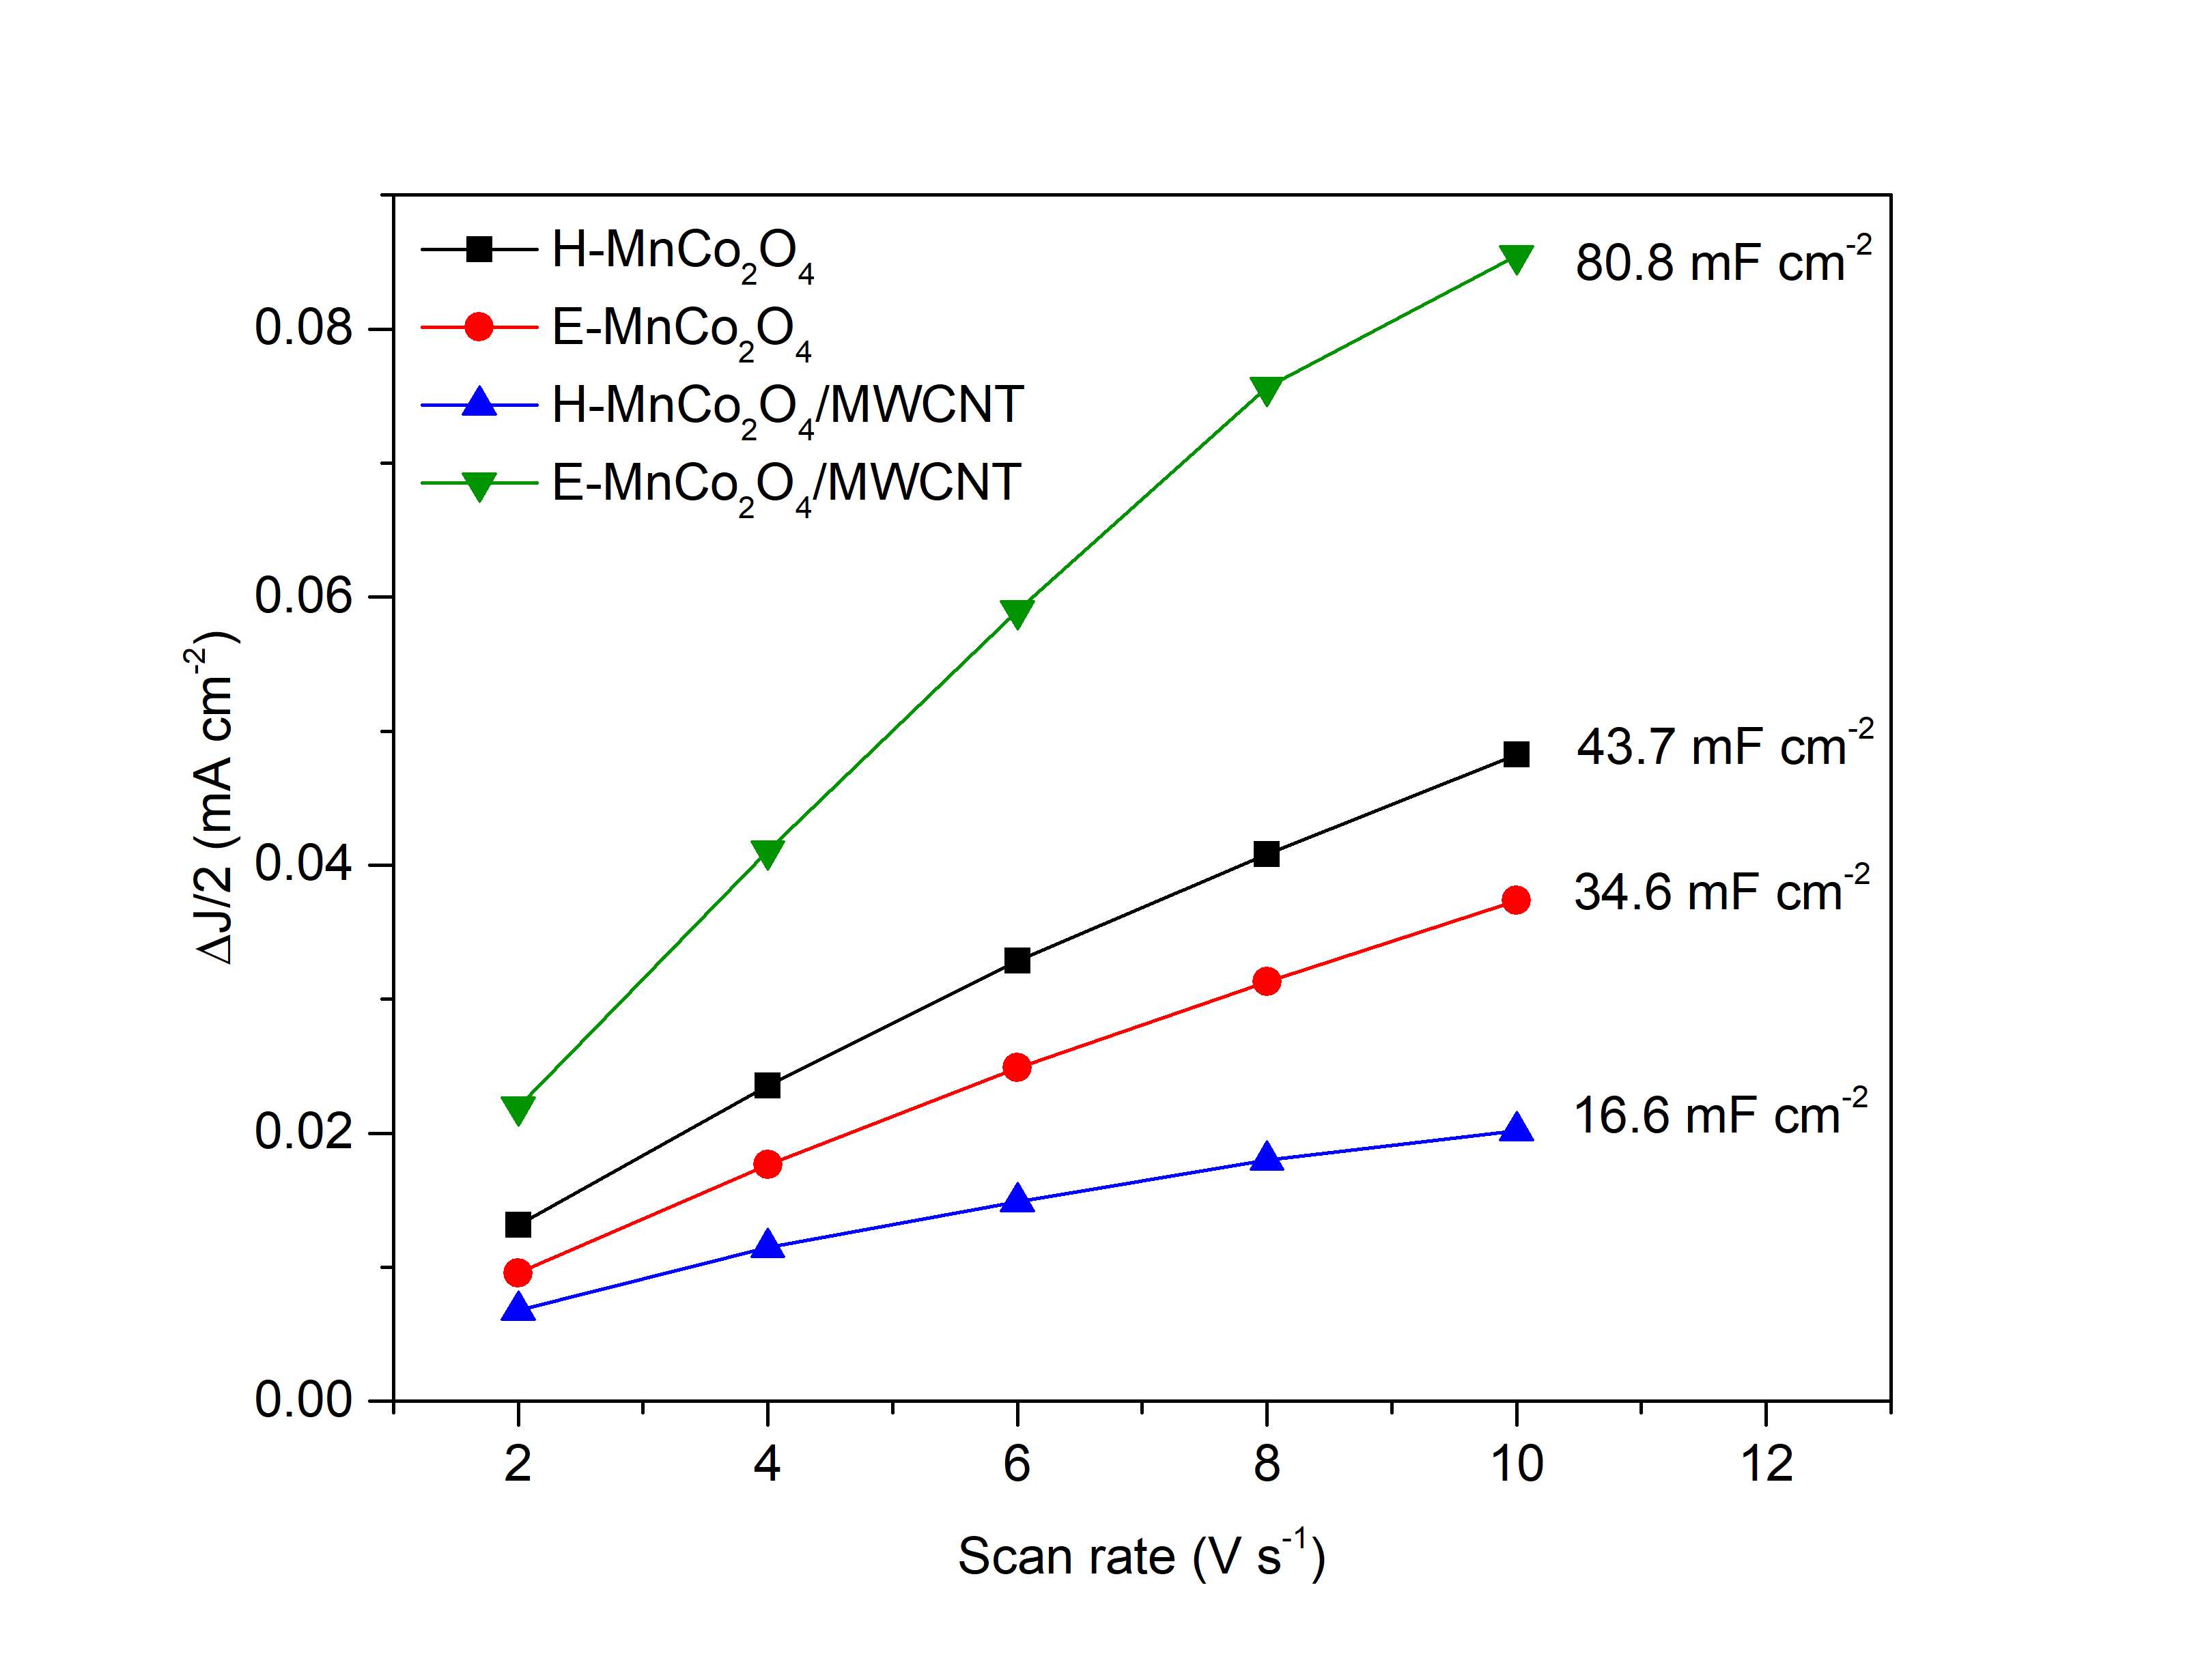 H-MnCo₂O₄
E-MnCo₂O₄
H-MnCo₂O₄/MWCNT
E-MnCo₂O₄/MWCNT
80.8 mF cm⁻²
43.7 mF cm⁻²
34.6 mF cm⁻²
16.6 mF cm⁻²
0.08
0.06
0.04
0.02
0.00
ΔJ/2 (mA cm⁻²)
2 4 6 8 10 12
Scan rate (V s⁻¹)